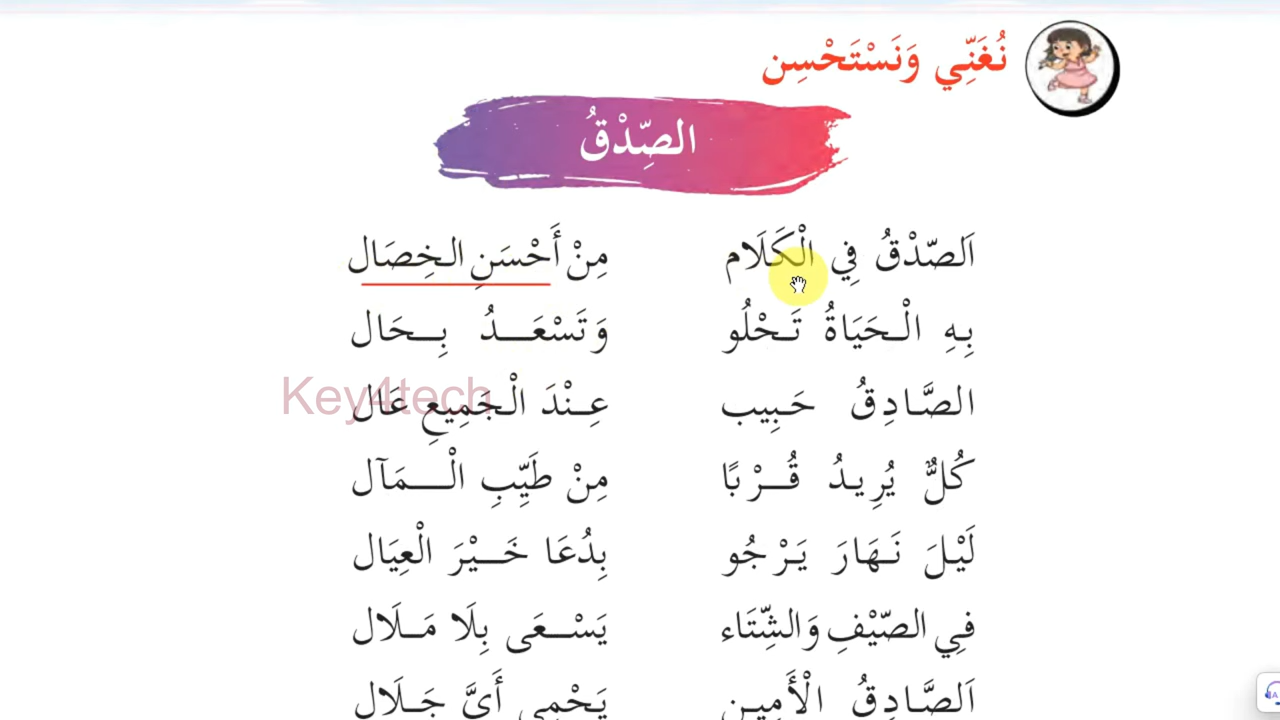 نُغَنِّي وَنَسْتَحْسِن
الصِّدْقُ
اَلصِّدْقُ فِي الْكَلَام مِنْ أَحْسَنِ الخِصَال
بِهِ الْحَيَاةُ تَحْلُو وَتَسْعَدُ بِحَال
الصَّادِقُ حَبِيب عِنْدَ الْجَمِيعِ عَال
كُلٌّ يُرِيدُ قُرْبًا مِنْ طَيِّبِ الْمَآل
لَيْلَ نَهَارَ يَرْجُو بِدُعَا خَيْرَ الْعِيَال
فِي الصِّيْفِ وَالشِّتَاء يَسْعَى بِلَا مَلَال
اَلصَّادِقُ الْأَمِين يَحْمِي أَيَّ جَلَال
Key4tech